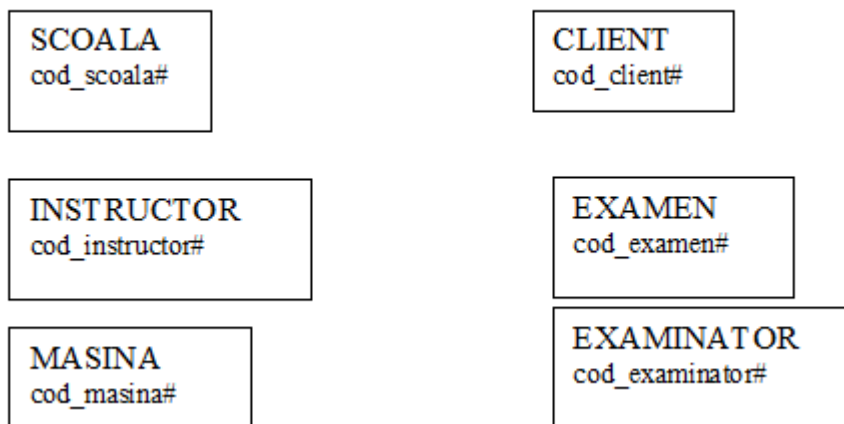 SCOALA
cod_scoala#
CLIENT
cod_client#
INSTRUCTOR
cod_instructor#
EXAMEN
cod_examen#
MASINA
cod_masina#
EXAMINATOR
cod_examinator#